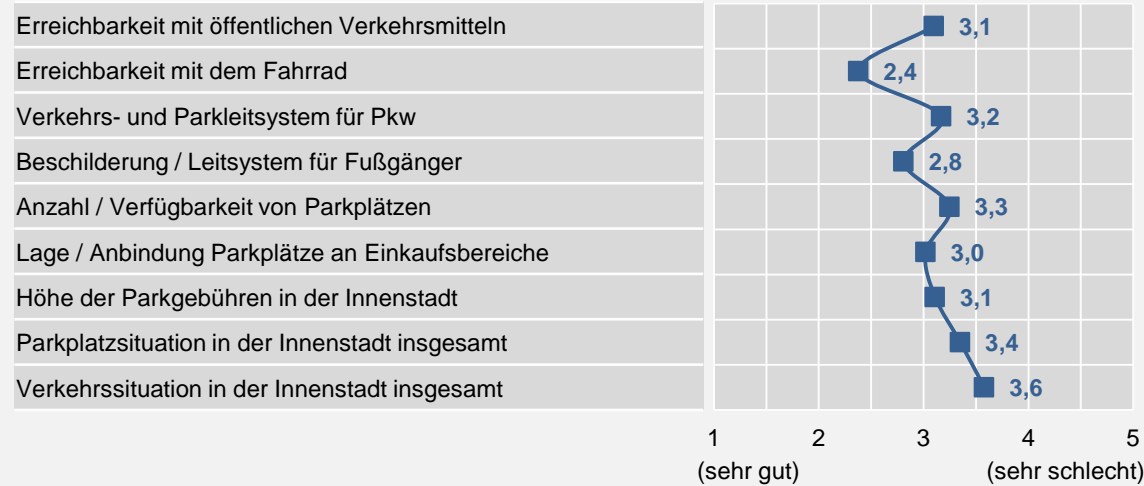 Erreichbarkeit mit öffentlichen Verkehrsmitteln 3,1
Erreichbarkeit mit dem Fahrrad 2,4
Verkehrs- und Parkleitsystem für Pkw 3,2
Beschilderung / Leitsystem für Fußgänger 2,8
Anzahl / Verfügbarkeit von Parkplätzen 3,3
Lage / Anbindung Parkplätze an Einkaufsbereiche 3,0
Höhe der Parkgebühren in der Innenstadt 3,1
Parkplatzsituation in der Innenstadt insgesamt 3,4
Verkehrssituation in der Innenstadt insgesamt 3,6
1 2 3 4 5
(sehr gut) (sehr schlecht)